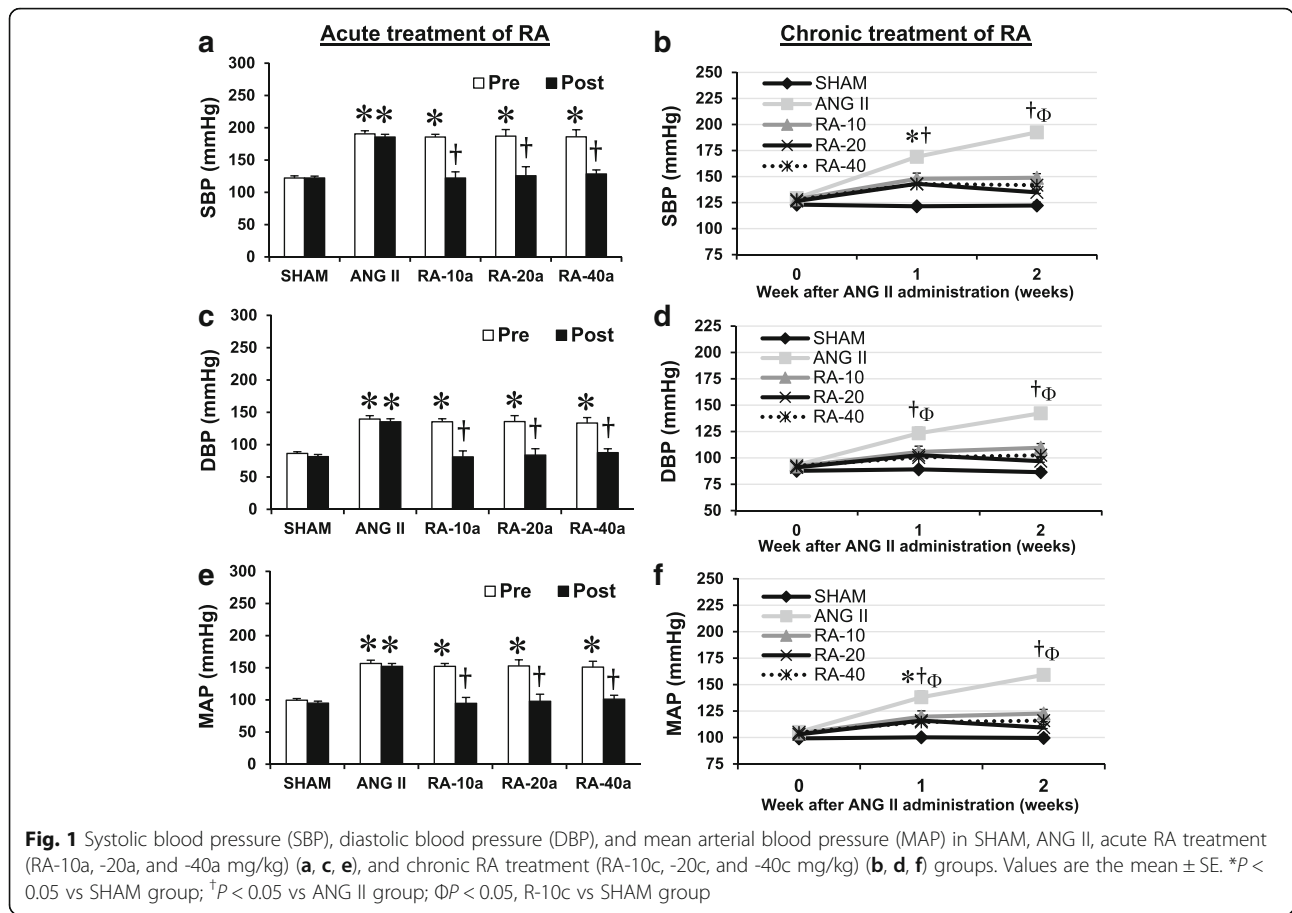 Acute treatment of RA
a
300
250
200
150
100
50
0
SBP (mmHg)
Pre Post
* * * † * † * †
SHAM ANG II RA-10a RA-20a RA-40a
c
300
250
200
150
100
50
0
DBP (mmHg)
Pre Post
* * * † * † * †
SHAM ANG II RA-10a RA-20a RA-40a
e
300
250
200
150
100
50
0
MAP (mmHg)
Pre Post
* * * † * † * †
SHAM ANG II RA-10a RA-20a RA-40a
Chronic treatment of RA
b
250
225
200
175
150
125
100
75
SBP (mmHg)
SHAM
ANG II
RA-10
RA-20
RA-40
*†
†Φ
0 1 2
Week after ANG II administration (weeks)
d
225
200
175
150
125
100
75
50
DBP (mmHg)
SHAM
ANG II
RA-10
RA-20
RA-40
†Φ
†Φ
0 1 2
Week after ANG II administration (weeks)
f
250
225
200
175
150
125
100
75
MAP (mmHg)
SHAM
ANG II
RA-10
RA-20
RA-40
*†Φ
†Φ
0 1 2
Week after ANG II administration (weeks)
Fig. 1 Systolic blood pressure (SBP), diastolic blood pressure (DBP), and mean arterial blood pressure (MAP) in SHAM, ANG II, acute RA treatment
(RA-10a, -20a, and -40a mg/kg) (a, c, e), and chronic RA treatment (RA-10c, -20c, and -40c mg/kg) (b, d, f) groups. Values are the mean ± SE. *P <
0.05 vs SHAM group; †P < 0.05 vs ANG II group; ΦP < 0.05, R-10c vs SHAM group